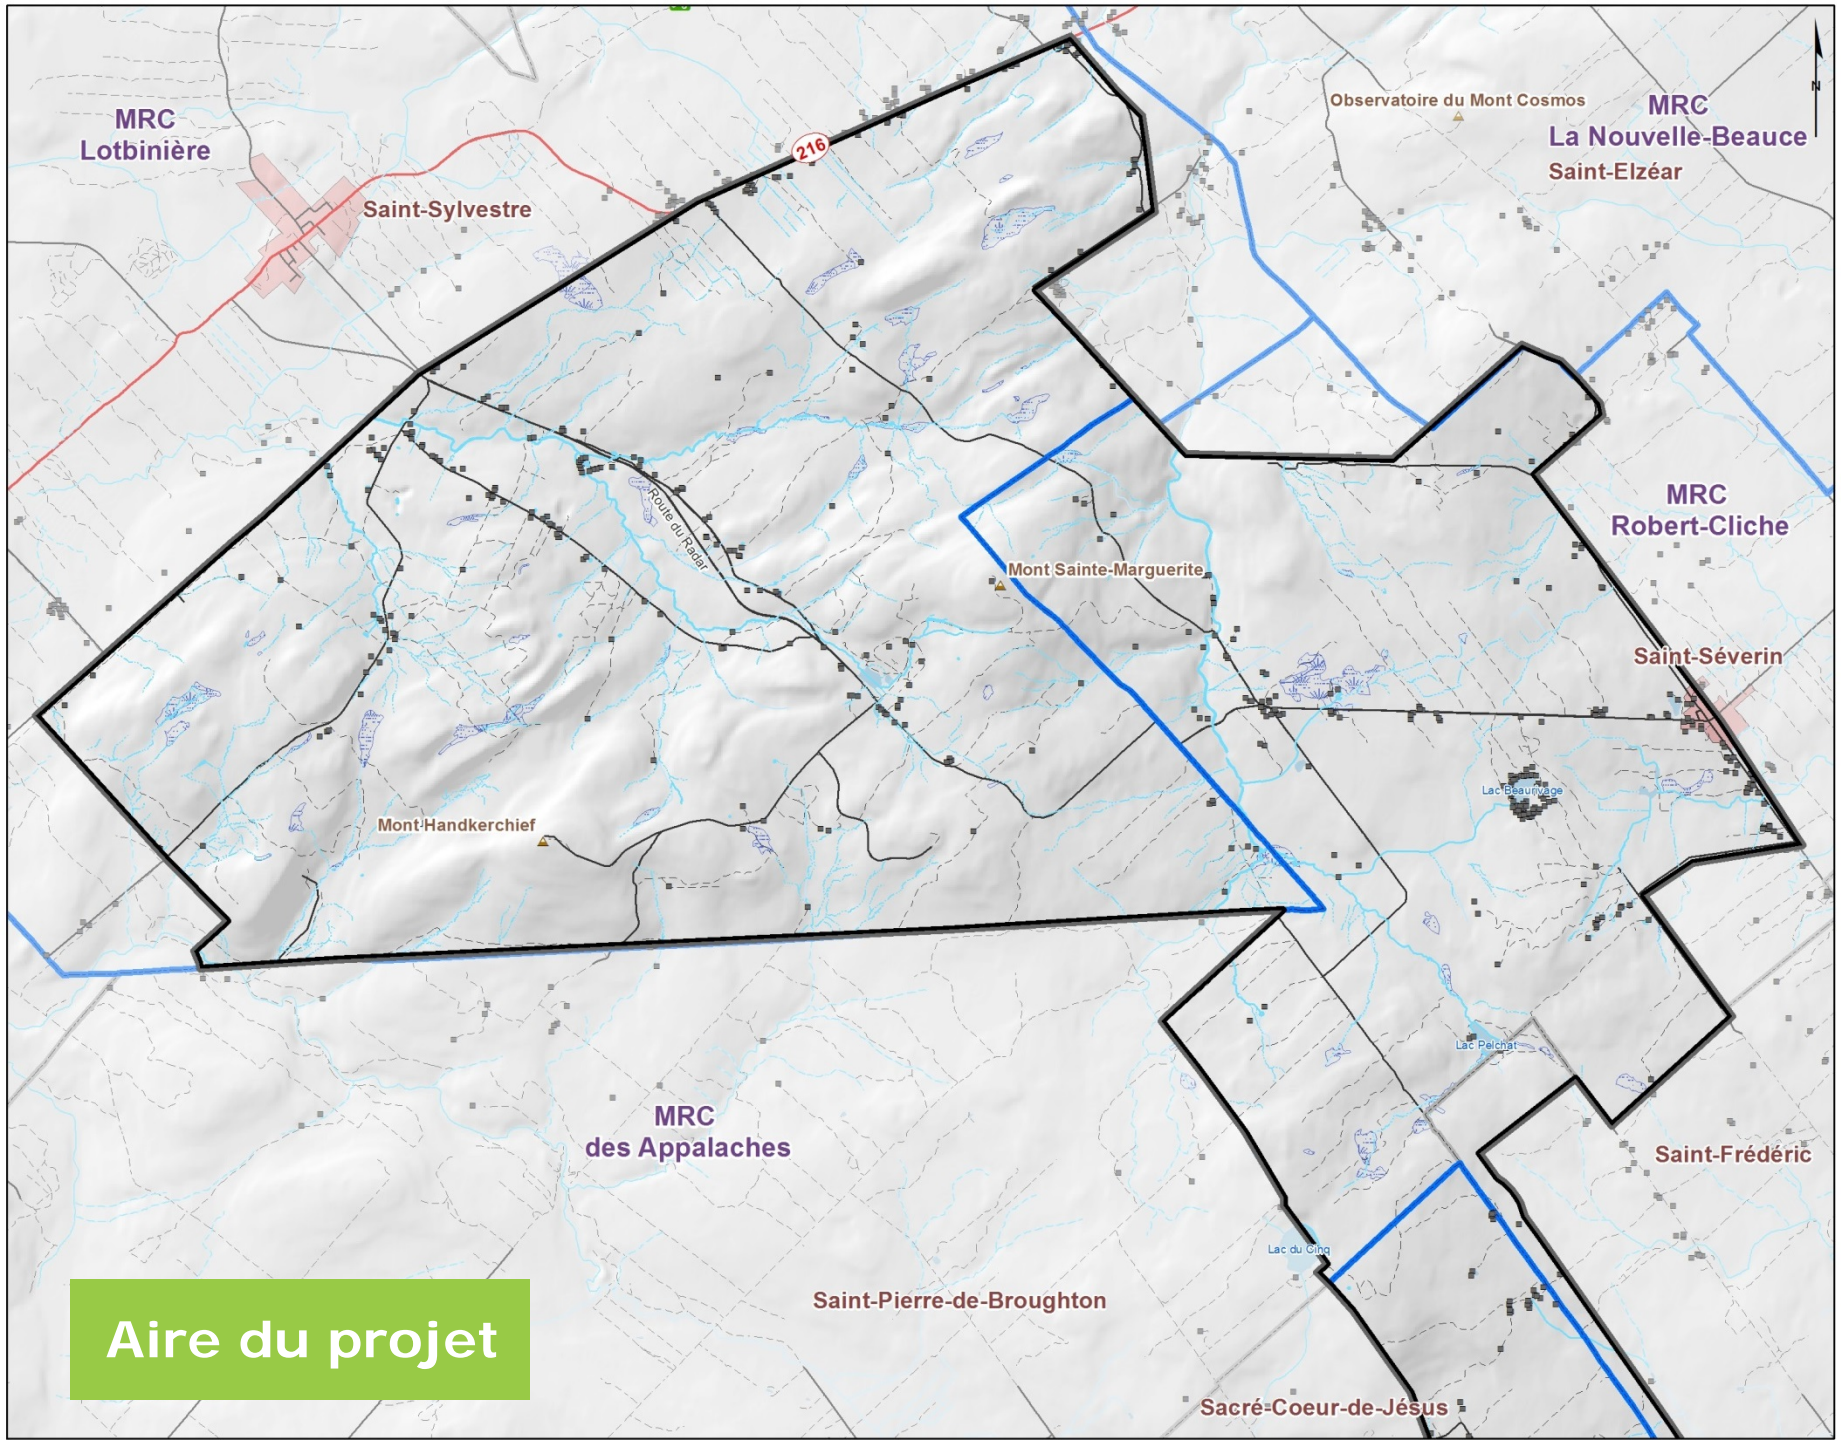 MRC
Lotbinière
Saint-Sylvestre
216
Observatoire du Mont Cosmos
MRC
La Nouvelle-Beauce
Saint-Elzéar
N
Route du Radar
MRC
Robert-Cliche
Mont Sainte-Marguerite
Saint-Séverin
Lac Beaurivage
Mont Handkerchief
Lac Pelchat
MRC
des Appalaches
Saint-Frédéric
Lac du Cinq
Saint-Pierre-de-Broughton
Aire du projet
Sacré-Coeur-de-Jésus